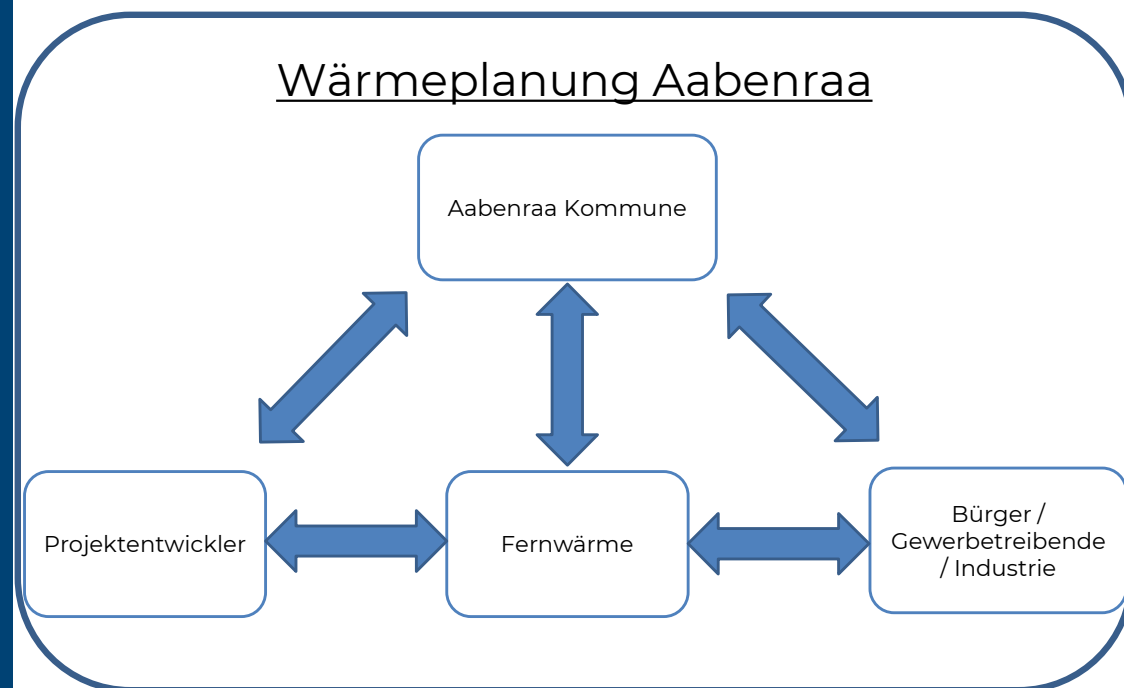 Wärmeplanung Aabenraa
Aabenraa Kommune
Projektentwickler
Fernwärme
Bürger /
Gewerbetreibende
/ Industrie